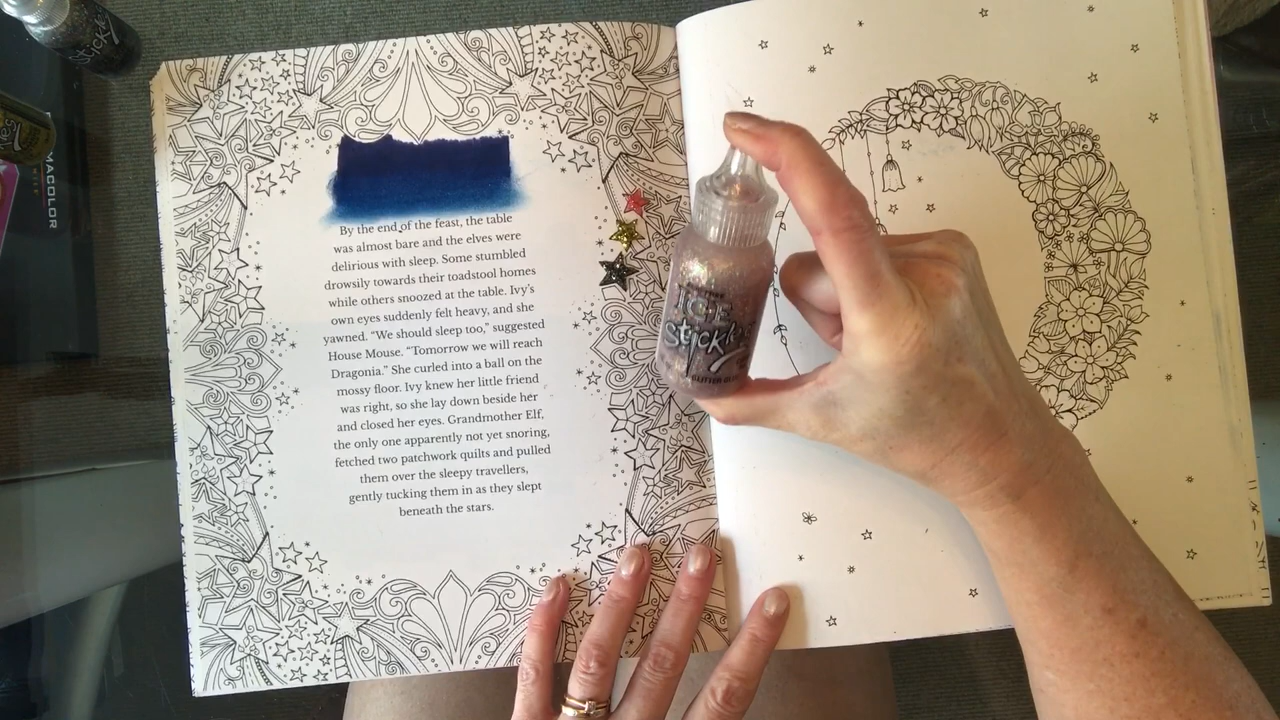 Stickle
MACOLOR
By the end of the feast, the table
was almost bare and the elves were
delirious with sleep. Some stumbled
drowsily towards their toadstool homes
while others snoozed at the table. Ivy's
own eyes suddenly felt heavy, and she
yawned. “We should sleep too,” suggested
House Mouse. “Tomorrow we will reach
Dragonia.” She curled into a ball on the
mossy floor. Ivy knew her little friend
was right, so she lay down beside her
and closed her eyes. Grandmother Elf,
the only one apparently not yet snoring,
fetched two patchwork quilts and pulled
them over the sleepy travellers,
gently tucking them in as they slept
beneath the stars.
ICE
Stickle
GLITTER